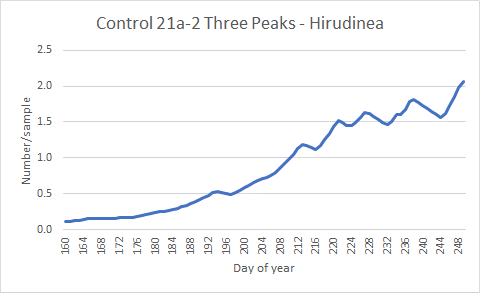 Control 21a-2 Three Peaks - Hirudinea
2.5
2.0
1.5
1.0
0.5
0.0
Number/sample
160 164 168 172 176 180 184 188 192 196 200 204 208 212 216 220 224 228 232 236 240 244 248
Day of year